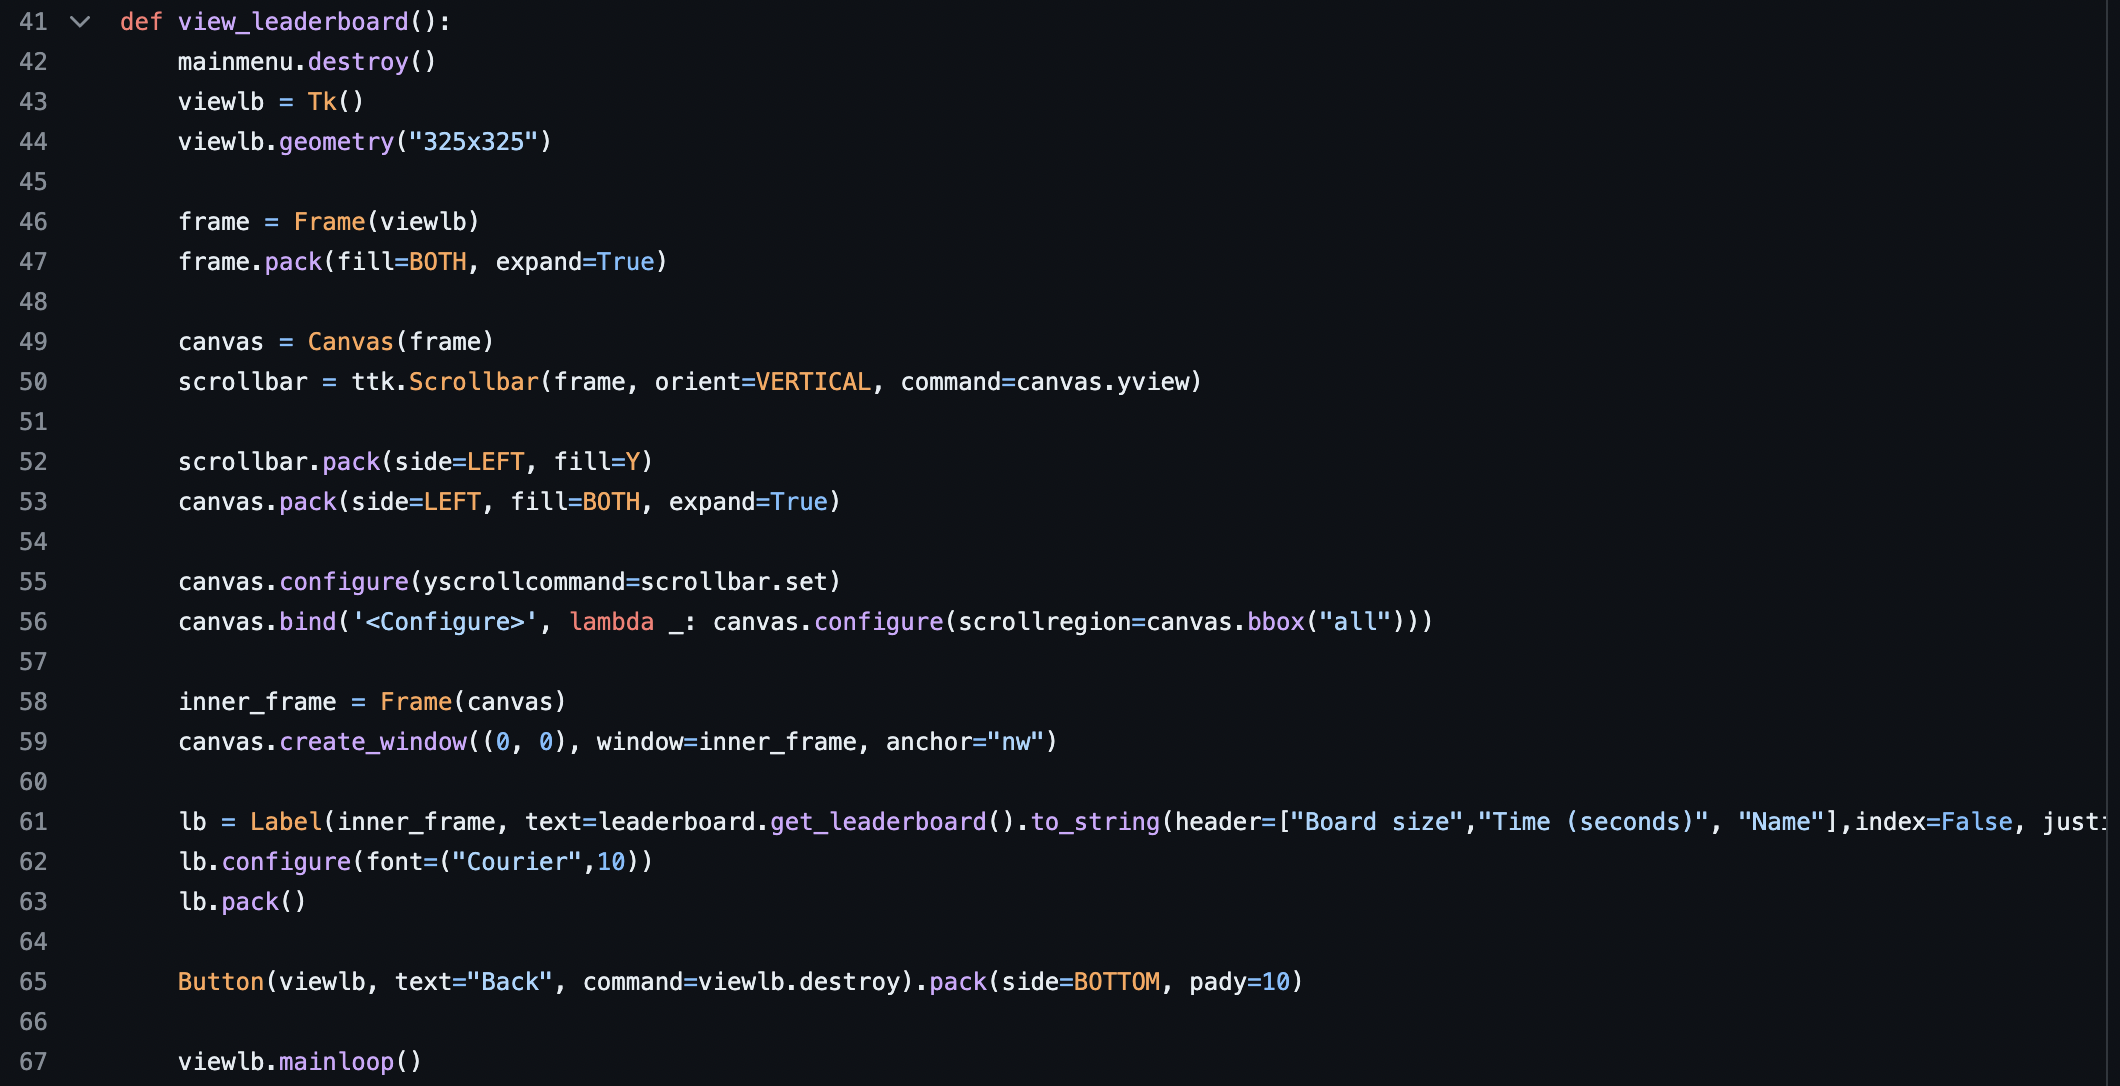 41 def view_leaderboard():
42     mainmenu.destroy()
43     viewlb = Tk()
44     viewlb.geometry("325x325")
45
46     frame = Frame(viewlb)
47     frame.pack(fill=BOTH, expand=True)
48
49     canvas = Canvas(frame)
50     scrollbar = ttk.Scrollbar(frame, orient=VERTICAL, command=canvas.yview)
51
52     scrollbar.pack(side=LEFT, fill=Y)
53     canvas.pack(side=LEFT, fill=BOTH, expand=True)
54
55     canvas.configure(yscrollcommand=scrollbar.set)
56     canvas.bind('<Configure>', lambda _: canvas.configure(scrollregion=canvas.bbox("all")))
57
58     inner_frame = Frame(canvas)
59     canvas.create_window((0, 0), window=inner_frame, anchor="nw")
60
61     lb = Label(inner_frame, text=leaderboard.get_leaderboard().to_string(header=["Board size","Time (seconds)", "Name"],index=False, just
62     lb.configure(font=("Courier",10))
63     lb.pack()
64
65     Button(viewlb, text="Back", command=viewlb.destroy).pack(side=BOTTOM, pady=10)
66
67     viewlb.mainloop()